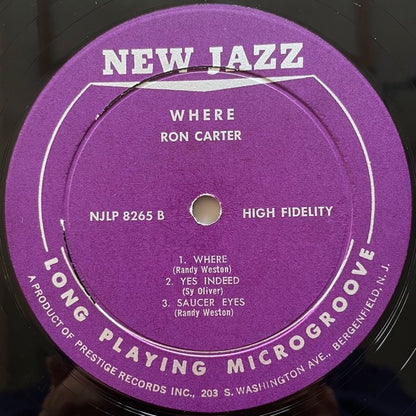 NEW JAZZ
WHERE
RON CARTER
NJLP 8265 B HIGH FIDELITY
1. WHERE
(Randy Weston)
2. YES INDEED
(Sy Oliver)
3. SAUCER EYES
(Randy Weston)
LONG PLAYING MICROGROOVE
A PRODUCT OF PRESTIGE RECORDS INC., 203 S. WASHINGTON AVE., BERGENFIELD, N. J.